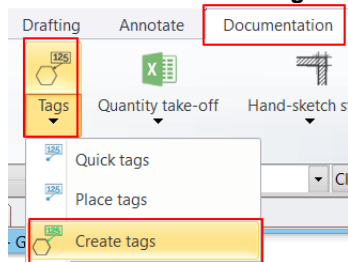 Drafting Annotate Documentation
125
Tags Quantity take-off Hand-sketch s
125
Quick tags
125
Place tags
Cl
125
Create tags
G